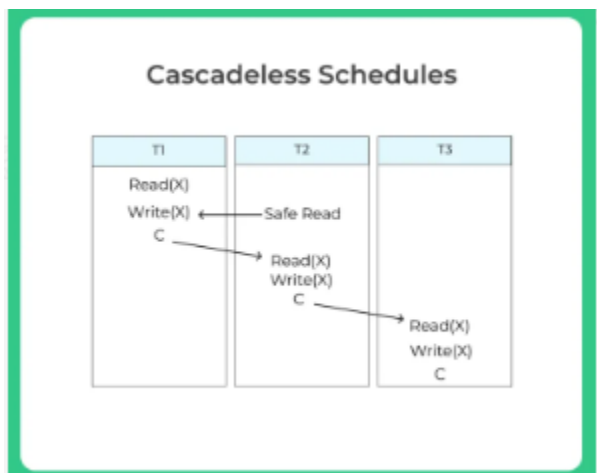 Cascadeless Schedules
T1 T2 T3
Read(X)
Write(X) Safe Read
C
Read(X)
Write(X)
C
Read(X)
Write(X)
C